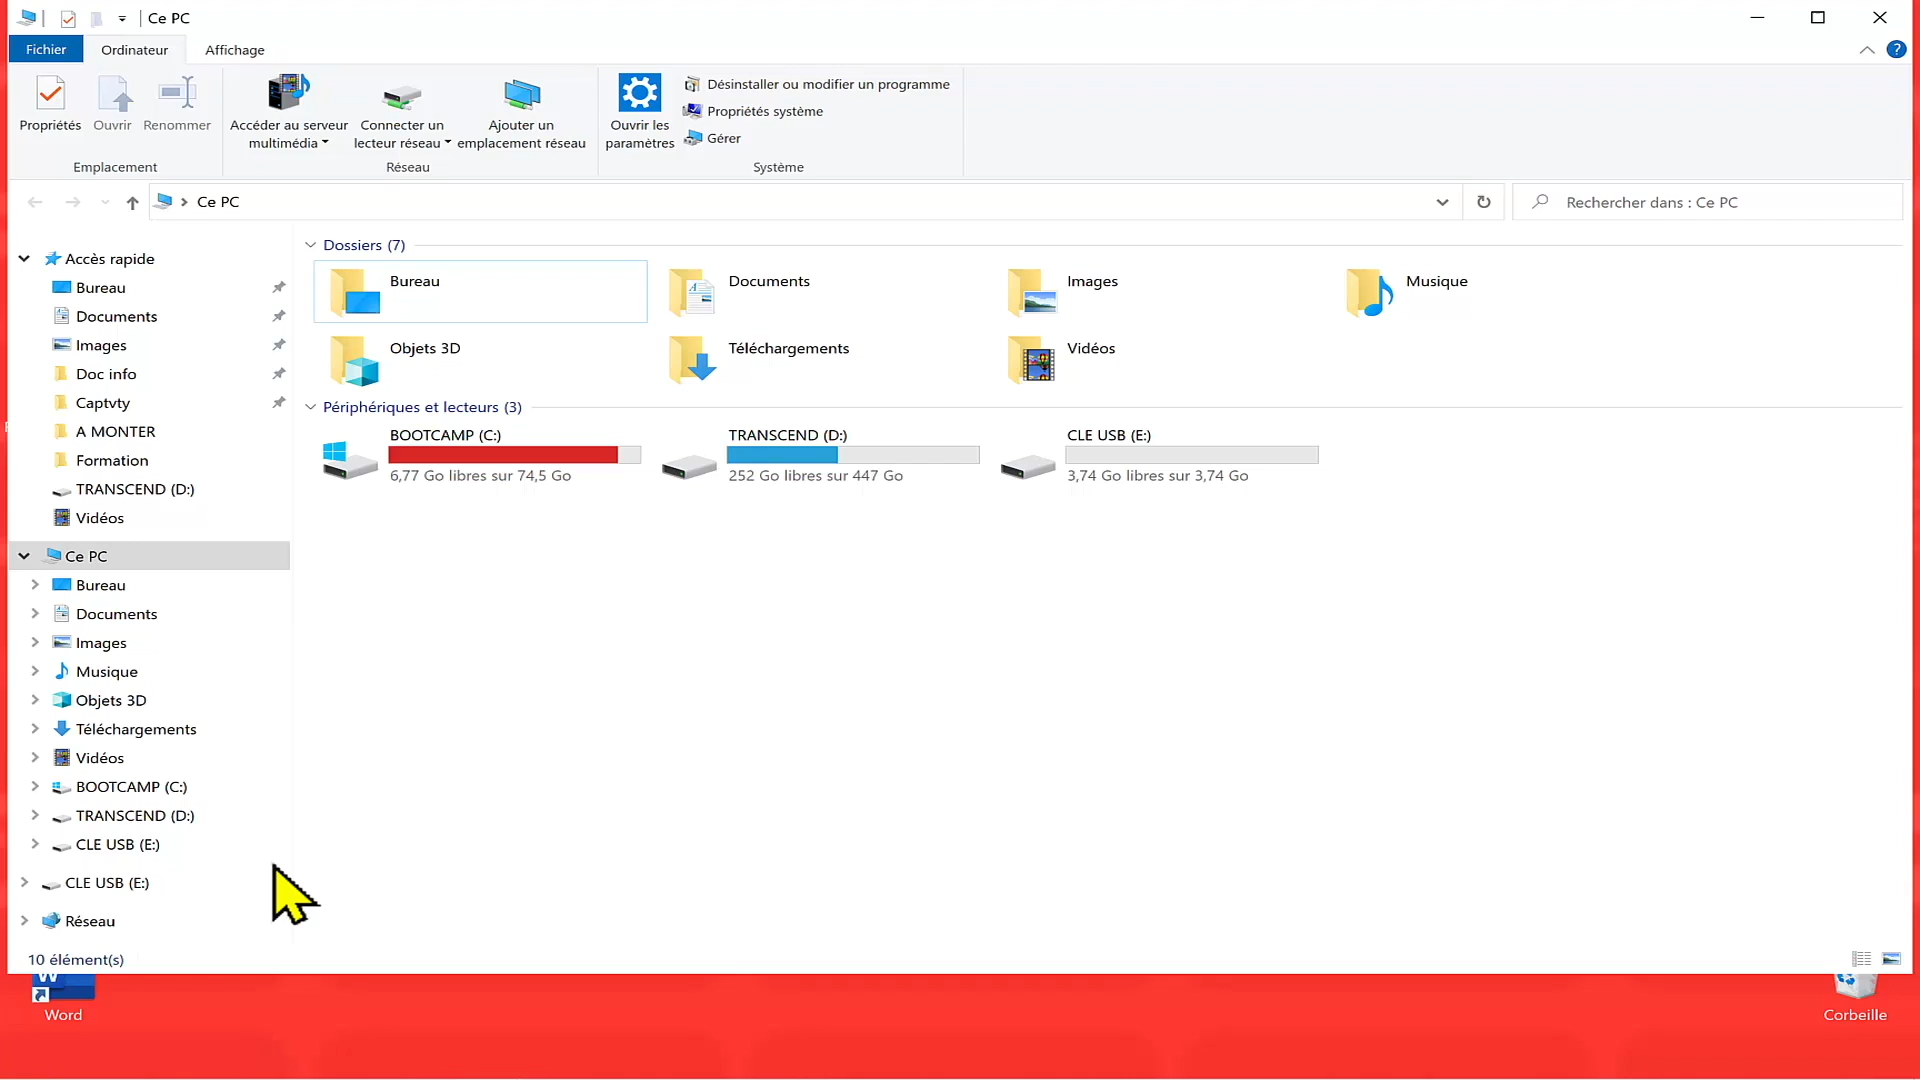 Ce PC
Fichier
Ordinateur
Affichage
?
Propriétés
Ouvrir
Renommer
Emplacement
Accéder au serveur
multimédia
Connecter un
lecteur réseau
Ajouter un
emplacement réseau
Réseau
Ouvrir les
paramètres
Désinstaller ou modifier un programme
Propriétés système
Gérer
Système
Ce PC
Rechercher dans : Ce PC
Accès rapide
Bureau
Documents
Images
Doc info
Captvty
A MONTER
Formation
TRANSCEND (D:)
Vidéos
Ce PC
Bureau
Documents
Images
Musique
Objets 3D
Téléchargements
Vidéos
BOOTCAMP (C:)
TRANSCEND (D:)
CLE USB (E:)
CLE USB (E:)
Réseau
Dossiers (7)
Bureau
Documents
Images
Musique
Objets 3D
Téléchargements
Vidéos
Périphériques et lecteurs (3)
BOOTCAMP (C:)
6,77 Go libres sur 74,5 Go
TRANSCEND (D:)
252 Go libres sur 447 Go
CLE USB (E:)
3,74 Go libres sur 3,74 Go
10 élément(s)
W
Word
Corbeille